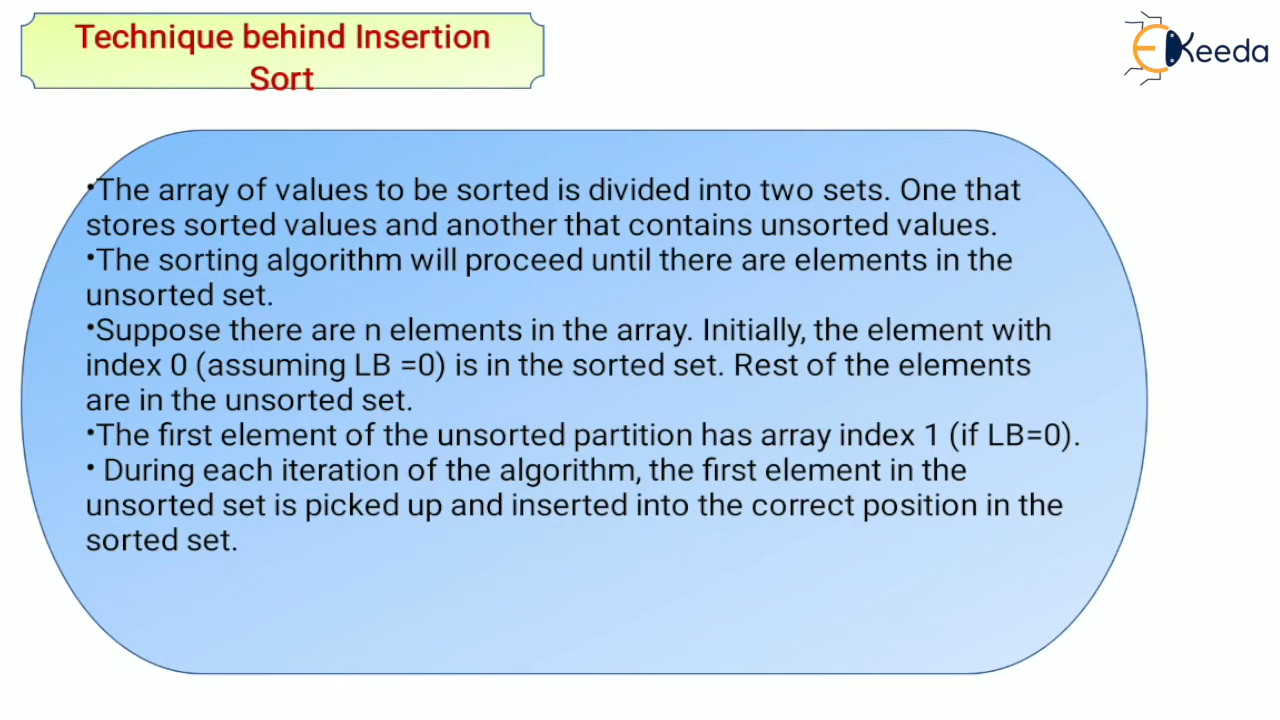 Technique behind Insertion
Sort
EKeeda
•The array of values to be sorted is divided into two sets. One that
stores sorted values and another that contains unsorted values.
•The sorting algorithm will proceed until there are elements in the
unsorted set.
•Suppose there are n elements in the array. Initially, the element with
index 0 (assuming LB =0) is in the sorted set. Rest of the elements
are in the unsorted set.
•The first element of the unsorted partition has array index 1 (if LB=0).
• During each iteration of the algorithm, the first element in the
unsorted set is picked up and inserted into the correct position in the
sorted set.